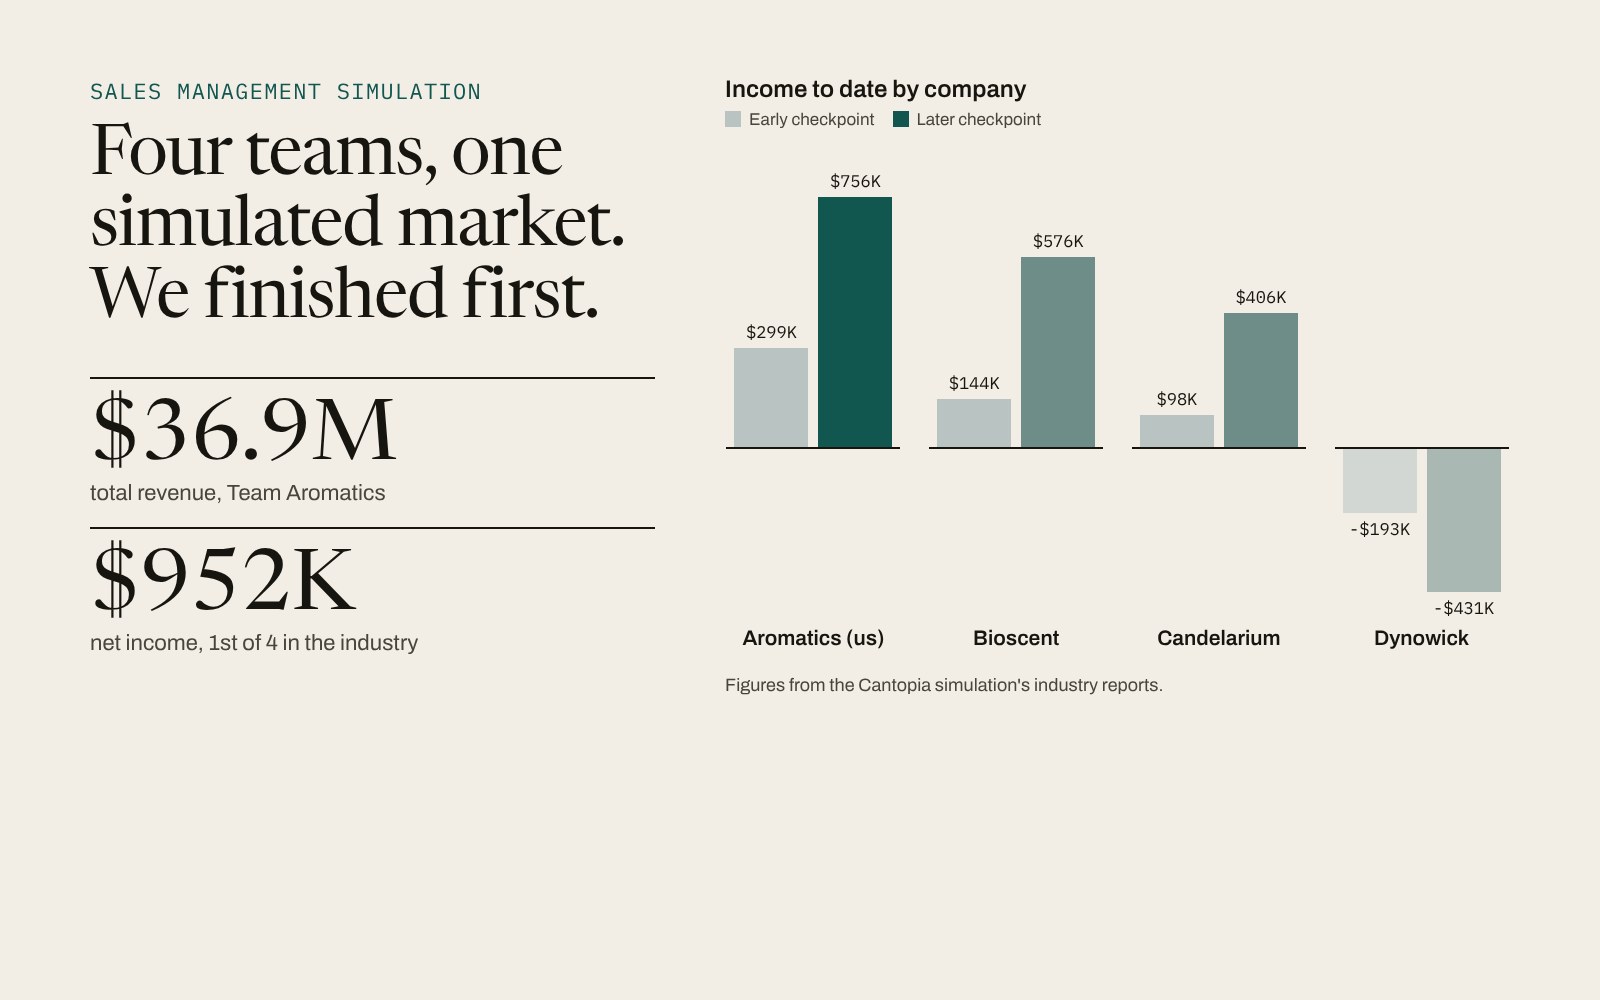 SALES MANAGEMENT SIMULATION
Four teams, one
simulated market.
We finished first.
$36.9M
total revenue, Team Aromatics
$952K
net income, 1st of 4 in the industry
Income to date by company
Early checkpoint
Later checkpoint
$299K
$756K
$144K
$576K
$98K
$406K
-$193K
-$431K
Aromatics (us)
Bioscent
Candelarium
Dynowick
Figures from the Cantopia simulation's industry reports.